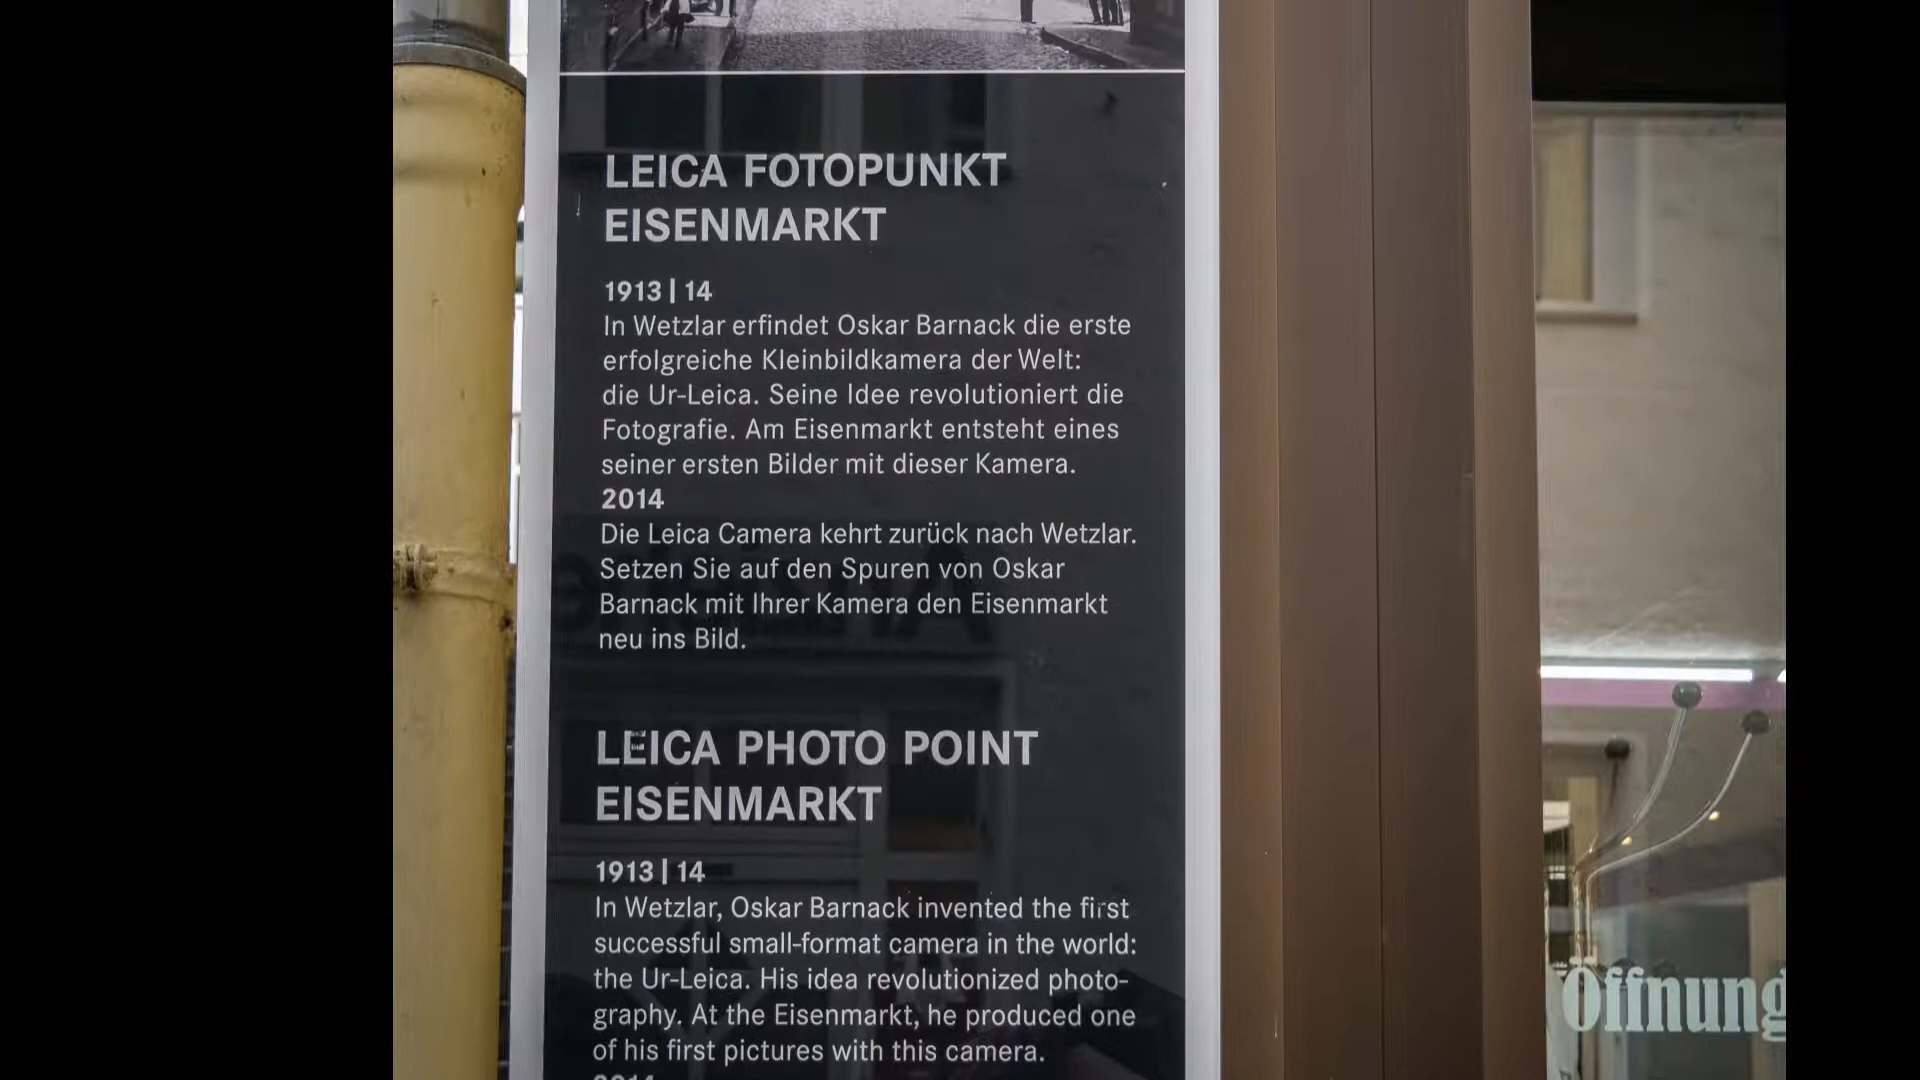 LEICA FOTOPUNKT
EISENMARKT
1913 | 14
In Wetzlar erfindet Oskar Barnack die erste
erfolgreiche Kleinbildkamera der Welt:
die Ur-Leica. Seine Idee revolutioniert die
Fotografie. Am Eisenmarkt entsteht eines
seiner ersten Bilder mit dieser Kamera.
2014
Die Leica Camera kehrt zurück nach Wetzlar.
Setzen Sie auf den Spuren von Oskar
Barnack mit Ihrer Kamera den Eisenmarkt
neu ins Bild.
LEICA PHOTO POINT
EISENMARKT
1913 | 14
In Wetzlar, Oskar Barnack invented the first
successful small-format camera in the world:
the Ur-Leica. His idea revolutionized photo-
graphy. At the Eisenmarkt, he produced one
of his first pictures with this camera.
2014
Öffnung